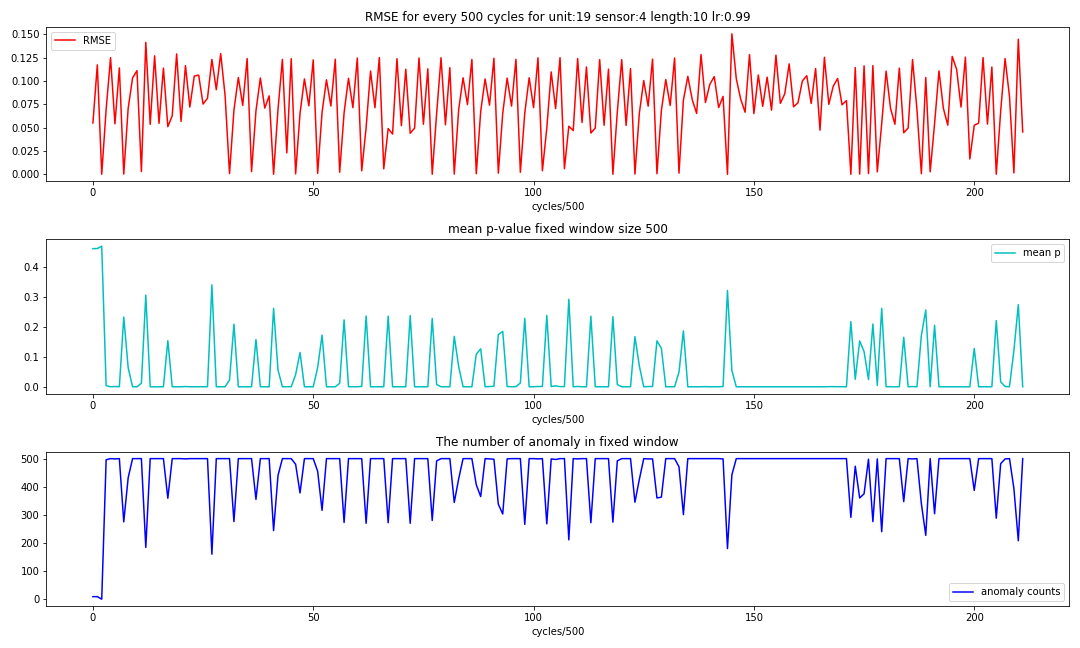 RMSE for every 500 cycles for unit:19 sensor:4 length:10 lr:0.99
RMSE
0.150
0.125
0.100
0.075
0.050
0.025
0.000
0 50 100 150 200
cycles/500
mean p-value fixed window size 500
mean p
0.4
0.3
0.2
0.1
0.0
0 50 100 150 200
cycles/500
The number of anomaly in fixed window
500
400
300
200
100
0
anomaly counts
0 50 100 150 200
cycles/500